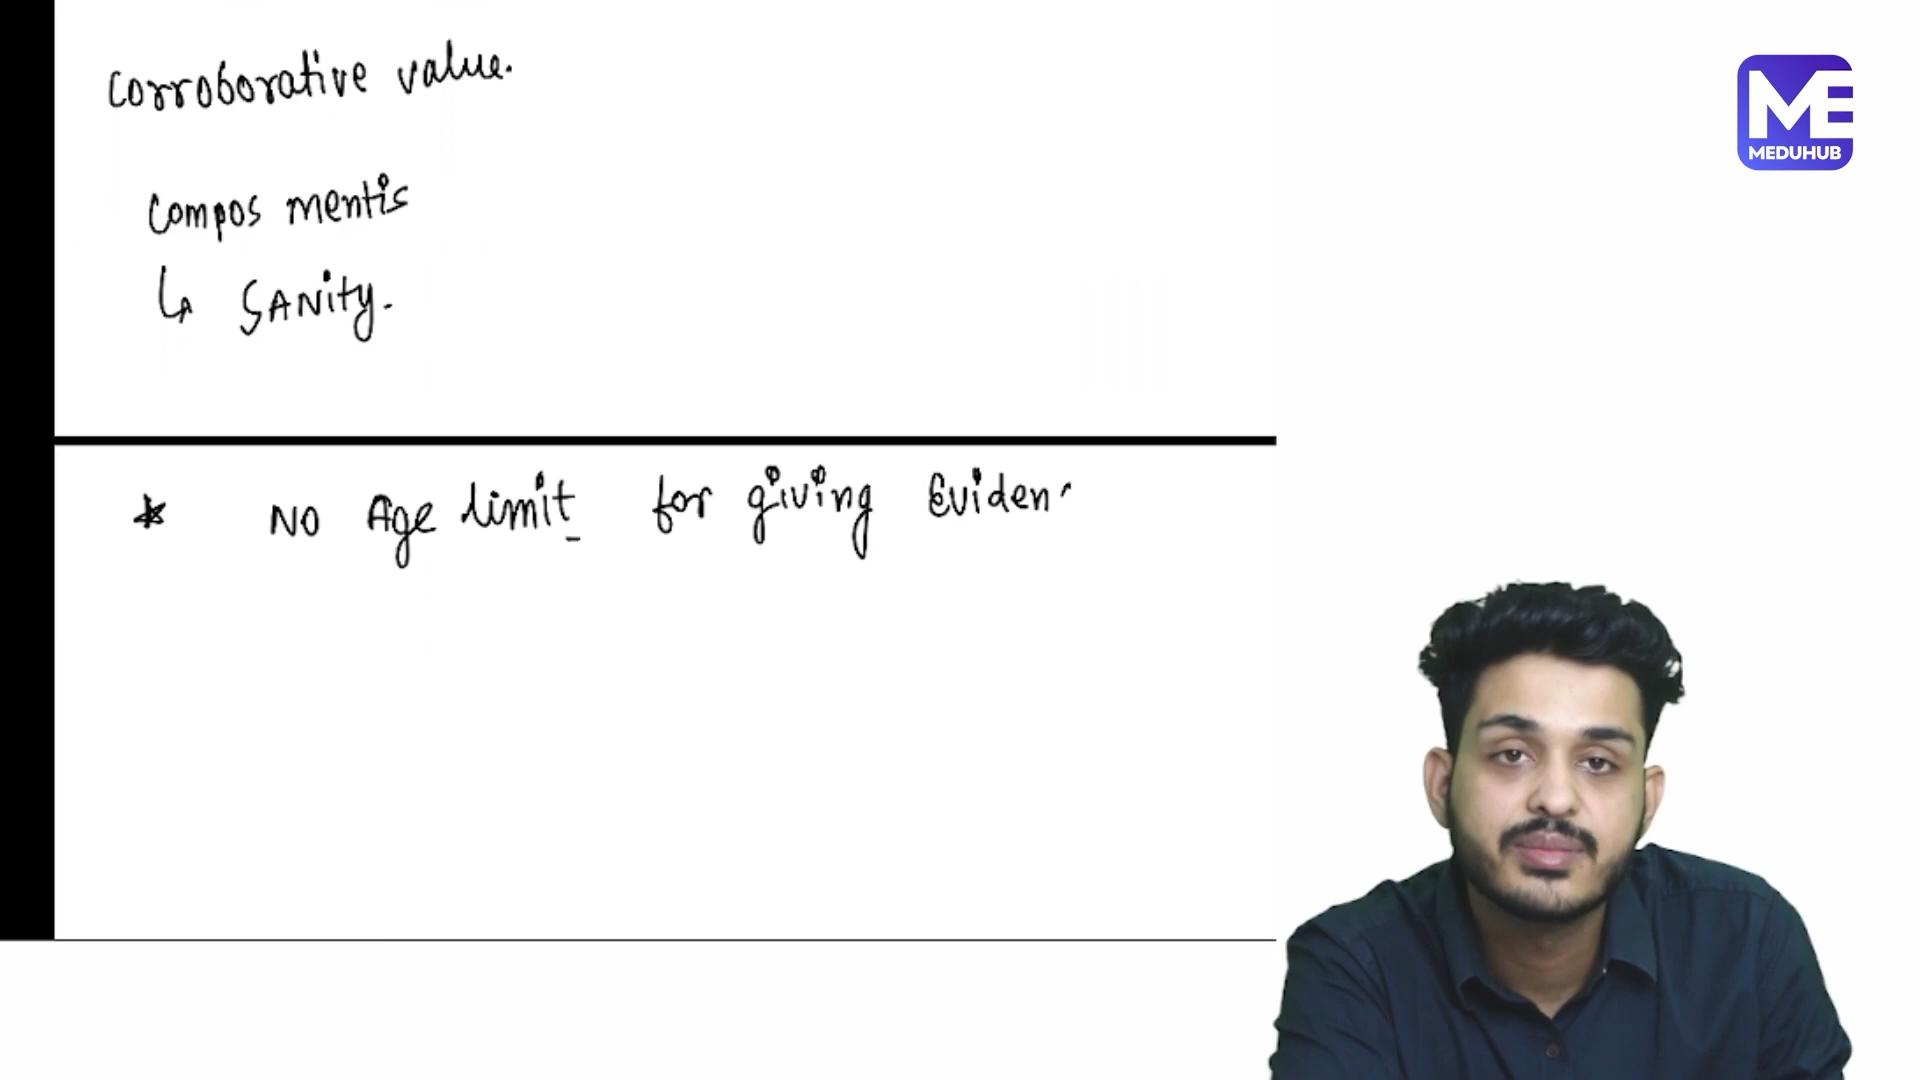 Corroborative value.
Compos mentis
↳ SANity.
* NO Age limit for giving Eviden
ME
MEDUHUB